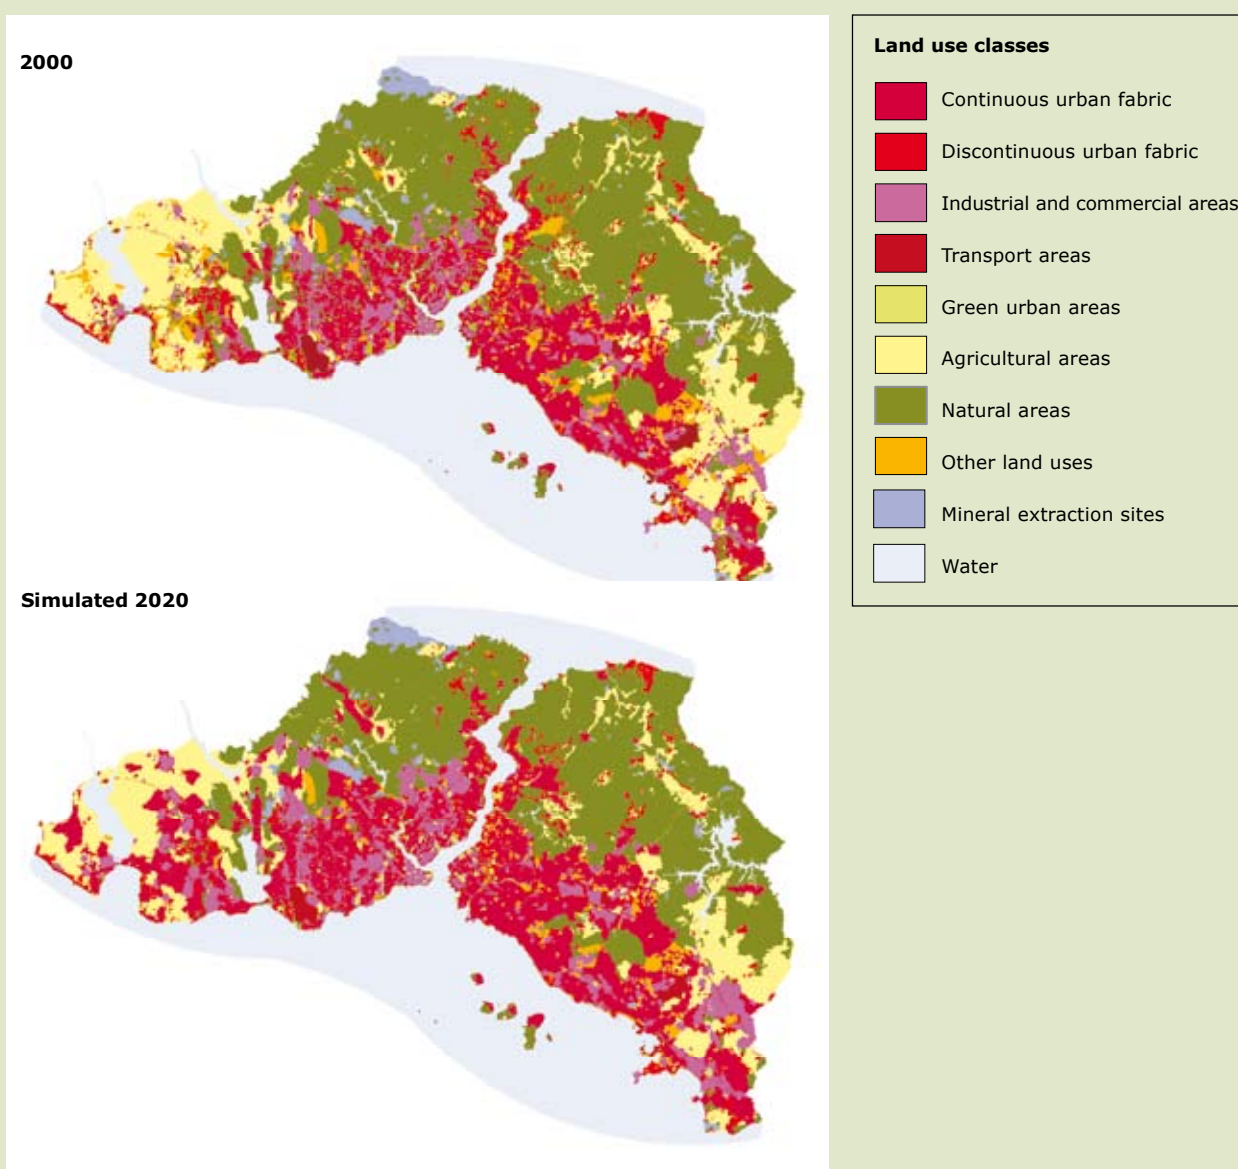 2000
Simulated 2020
Land use classes
Continuous urban fabric
Discontinuous urban fabric
Industrial and commercial areas
Transport areas
Green urban areas
Agricultural areas
Natural areas
Other land uses
Mineral extraction sites
Water